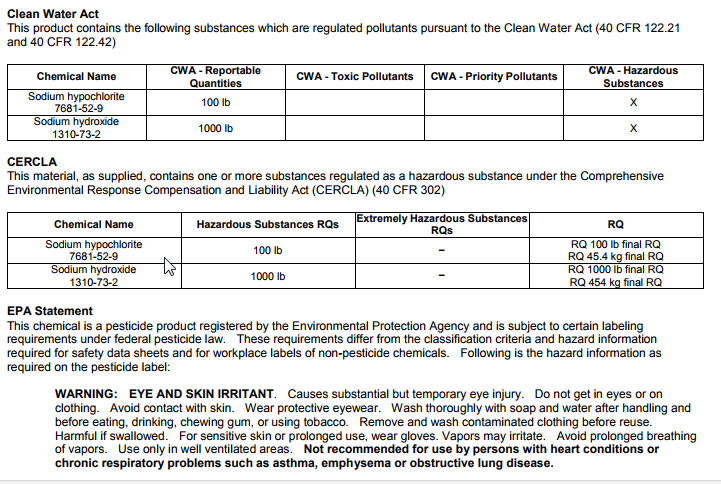 Clean Water Act
This product contains the following substances which are regulated pollutants pursuant to the Clean Water Act (40 CFR 122.21
and 40 CFR 122.42)
Chemical Name CWA - Reportable Quantities CWA - Toxic Pollutants CWA - Priority Pollutants CWA - Hazardous Substances
Sodium hypochlorite 7681-52-9 100 lb X
Sodium hydroxide 1310-73-2 1000 lb X
CERCLA
This material, as supplied, contains one or more substances regulated as a hazardous substance under the Comprehensive
Environmental Response Compensation and Liability Act (CERCLA) (40 CFR 302)
Chemical Name Hazardous Substances RQs Extremely Hazardous Substances RQs RQ
Sodium hypochlorite 7681-52-9 100 lb – RQ 100 lb final RQ RQ 45.4 kg final RQ
Sodium hydroxide 1310-73-2 1000 lb – RQ 1000 lb final RQ RQ 454 kg final RQ
EPA Statement
This chemical is a pesticide product registered by the Environmental Protection Agency and is subject to certain labeling
requirements under federal pesticide law. These requirements differ from the classification criteria and hazard information
required for safety data sheets and for workplace labels of non-pesticide chemicals. Following is the hazard information as
required on the pesticide label:
WARNING: EYE AND SKIN IRRITANT. Causes substantial but temporary eye injury. Do not get in eyes or on
clothing. Avoid contact with skin. Wear protective eyewear. Wash thoroughly with soap and water after handling and
before eating, drinking, chewing gum, or using tobacco. Remove and wash contaminated clothing before reuse.
Harmful if swallowed. For sensitive skin or prolonged use, wear gloves. Vapors may irritate. Avoid prolonged breathing
of vapors. Use only in well ventilated areas. Not recommended for use by persons with heart conditions or
chronic respiratory problems such as asthma, emphysema or obstructive lung disease.